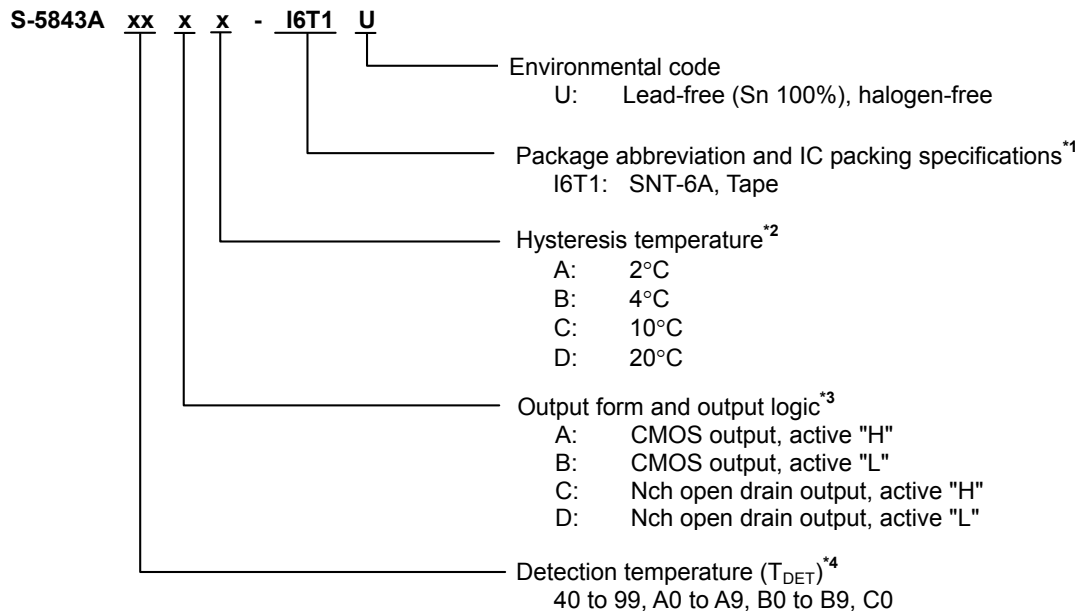 S-5843A xx x x - I6T1 U
Environmental code
U: Lead-free (Sn 100%), halogen-free
Package abbreviation and IC packing specifications*1
I6T1: SNT-6A, Tape
Hysteresis temperature*2
A: 2°C
B: 4°C
C: 10°C
D: 20°C
Output form and output logic*3
A: CMOS output, active "H"
B: CMOS output, active "L"
C: Nch open drain output, active "H"
D: Nch open drain output, active "L"
Detection temperature (TDET)*4
40 to 99, A0 to A9, B0 to B9, C0